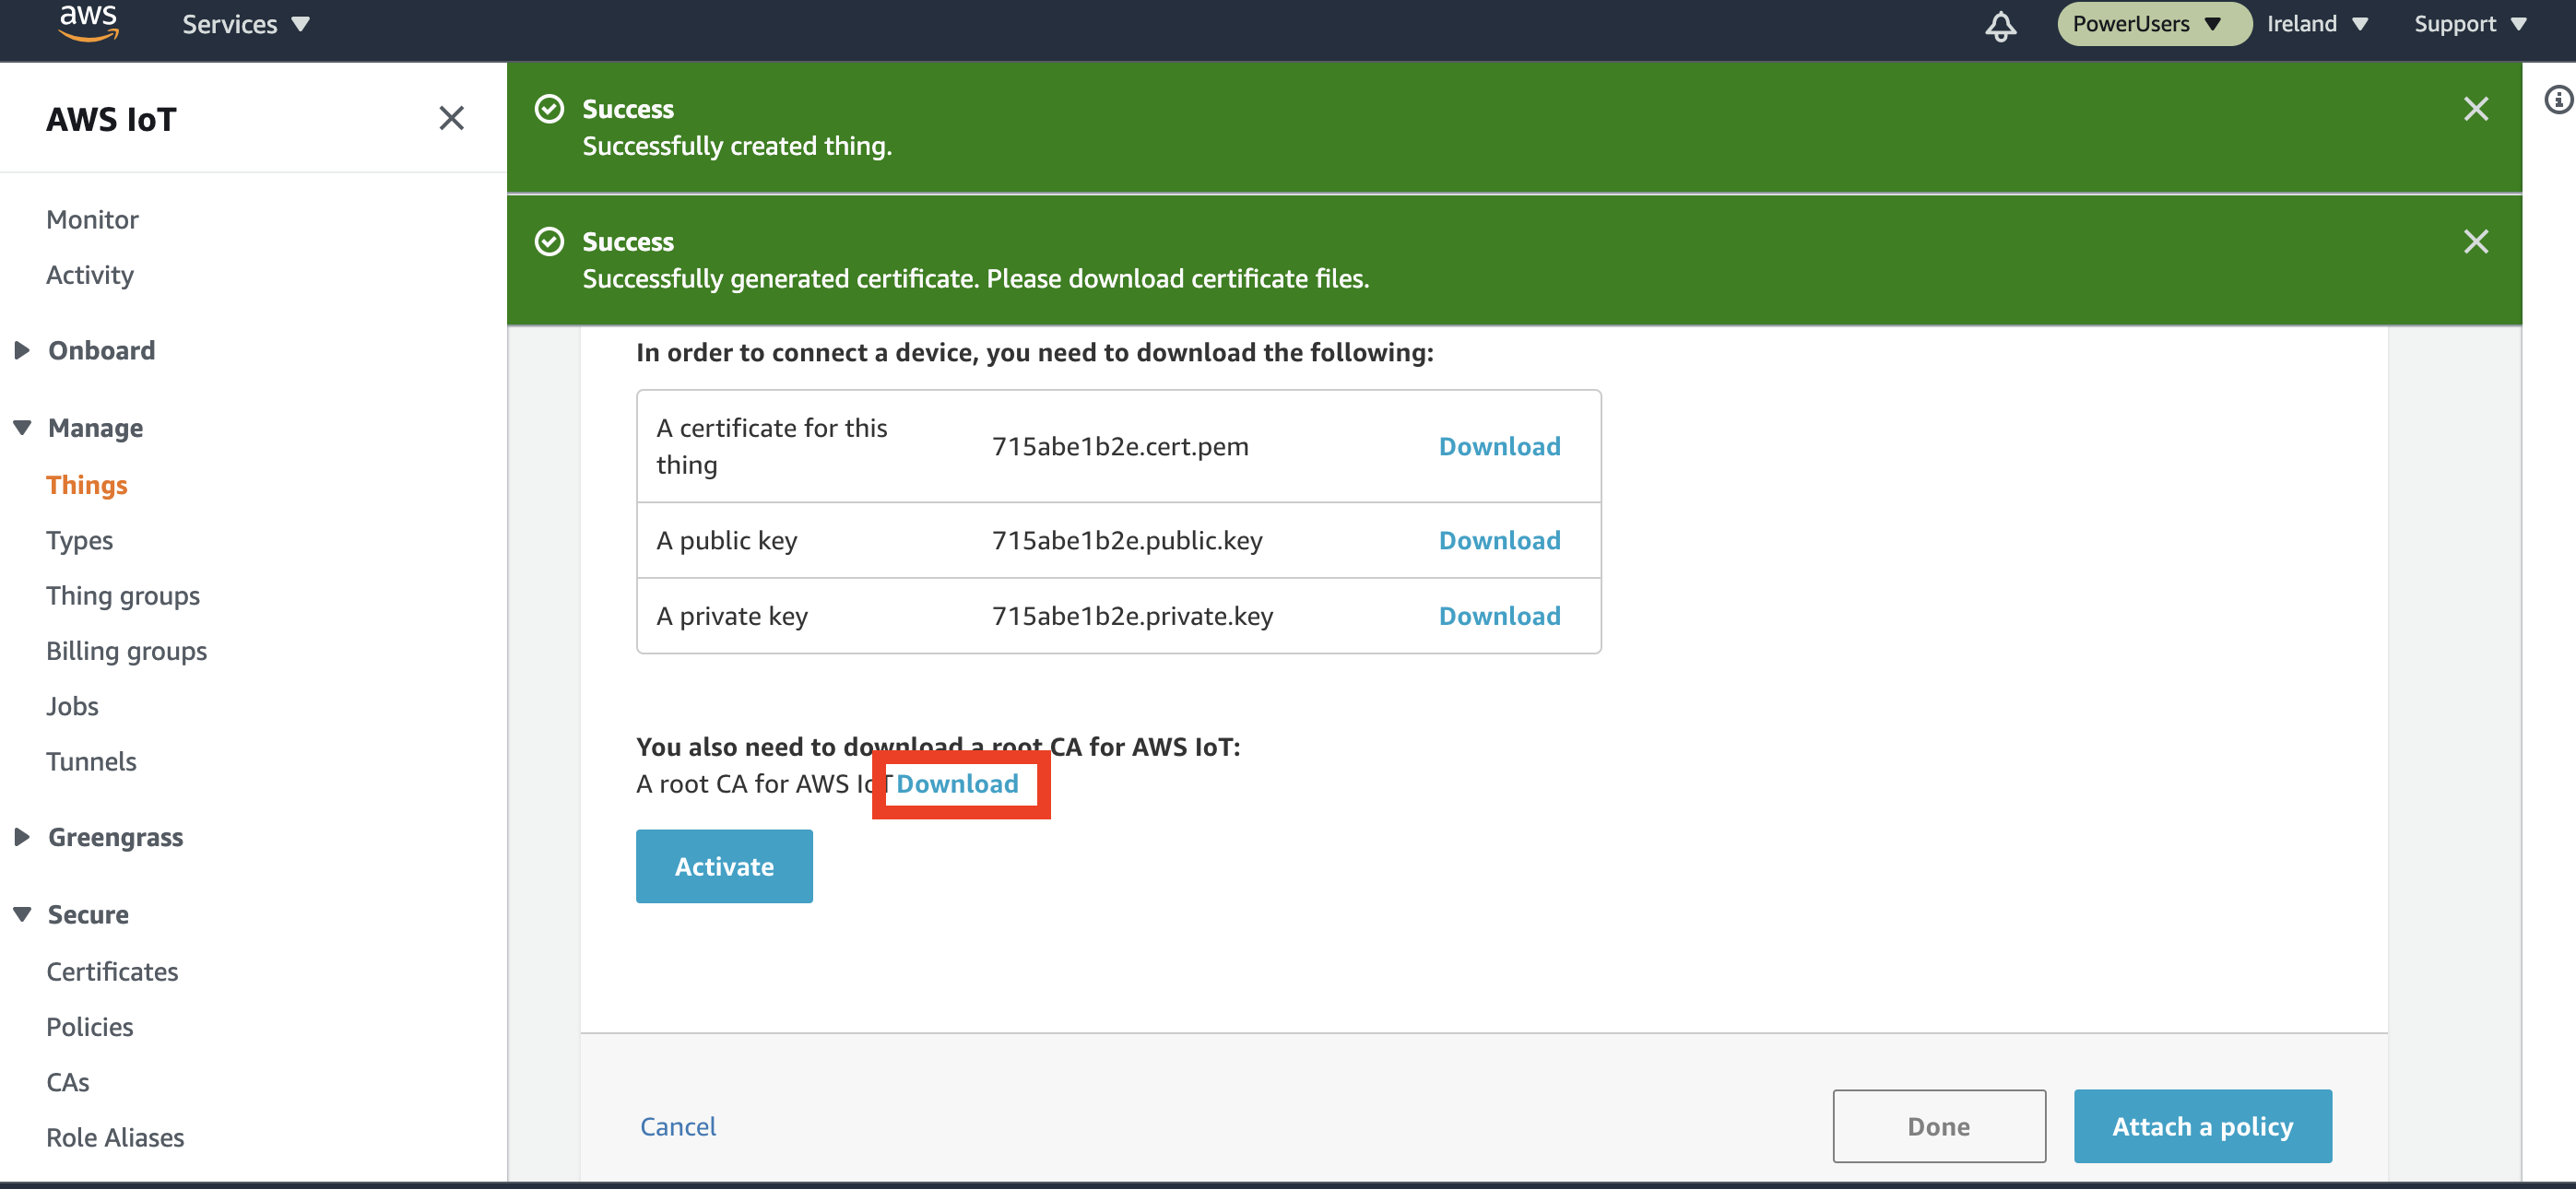 aws
Services
PowerUsers
Ireland
Support
AWS IoT
Monitor
Activity
Onboard
Manage
Things
Types
Thing groups
Billing groups
Jobs
Tunnels
Greengrass
Secure
Certificates
Policies
CAs
Role Aliases
Success
Successfully created thing.
Success
Successfully generated certificate. Please download certificate files.
In order to connect a device, you need to download the following:
A certificate for this
thing
715abe1b2e.cert.pem
Download
A public key
715abe1b2e.public.key
Download
A private key
715abe1b2e.private.key
Download
You also need to download a root CA for AWS IoT:
A root CA for AWS IoT Download
Activate
Cancel
Done
Attach a policy